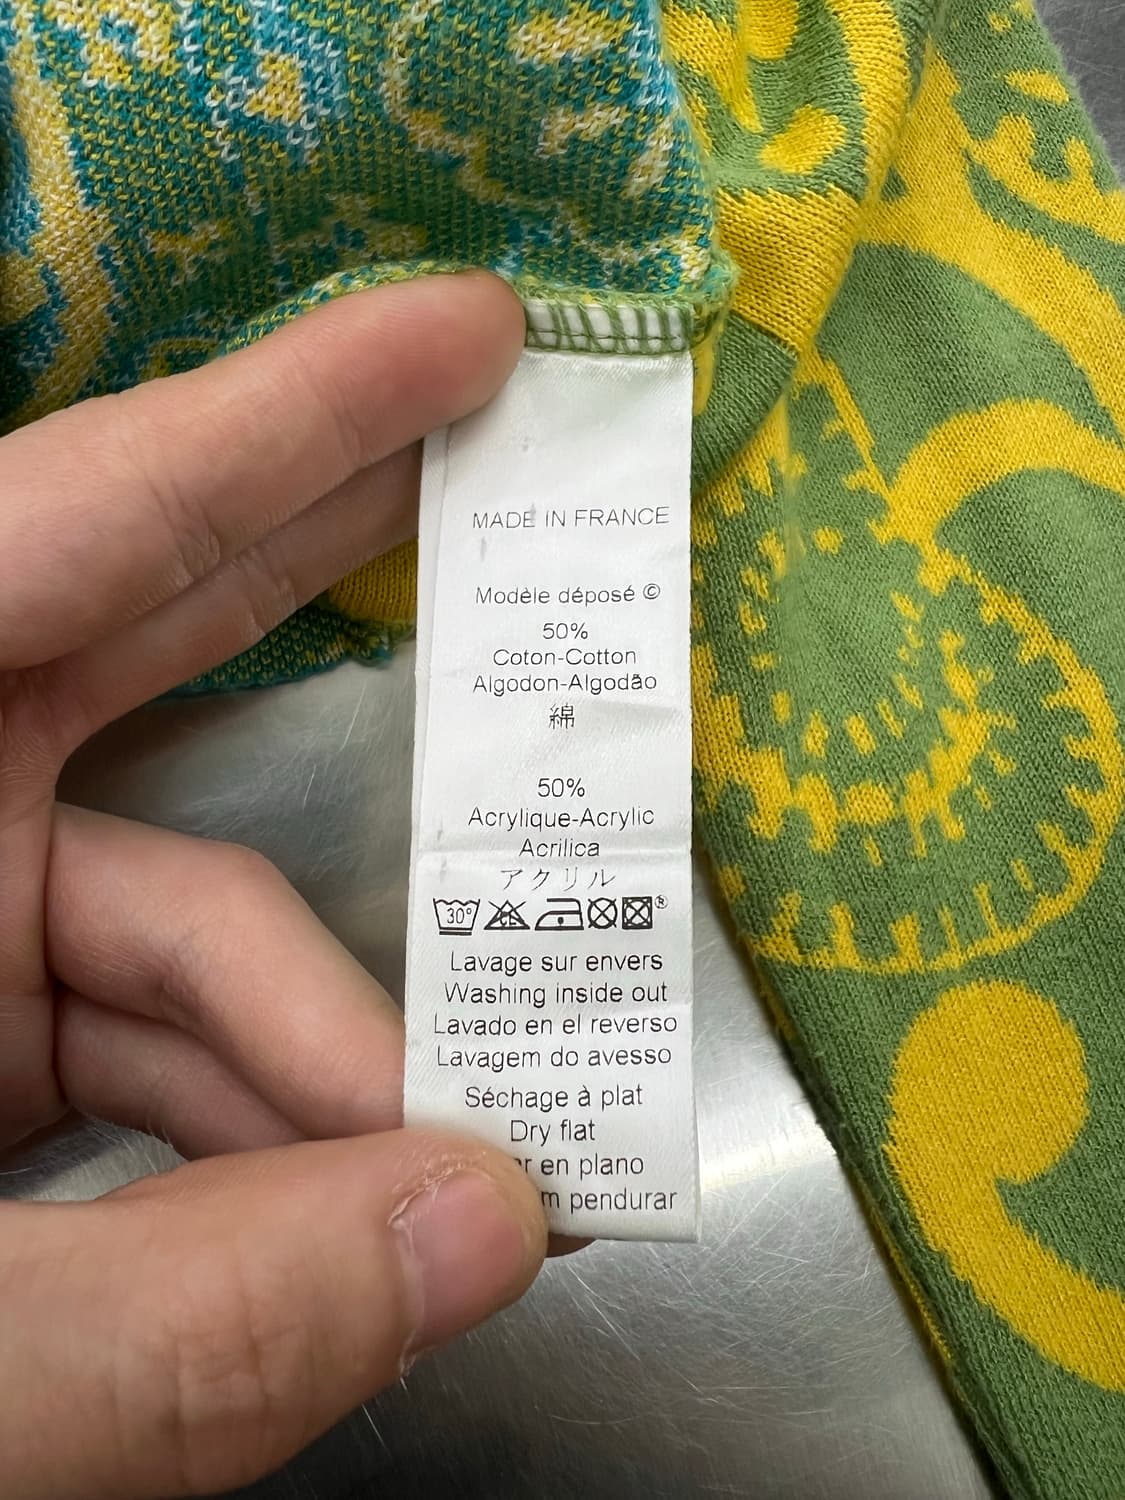 MADE IN FRANCE
Modèle déposé ©
50%
Coton-Cotton
Algodon-Algodão
綿
50%
Acrylique-Acrylic
Acrilica
アクリル
30° CL ®
Lavage sur envers
Washing inside out
Lavado en el reverso
Lavagem do avesso
Séchage à plat
Dry flat
en plano
pendurar